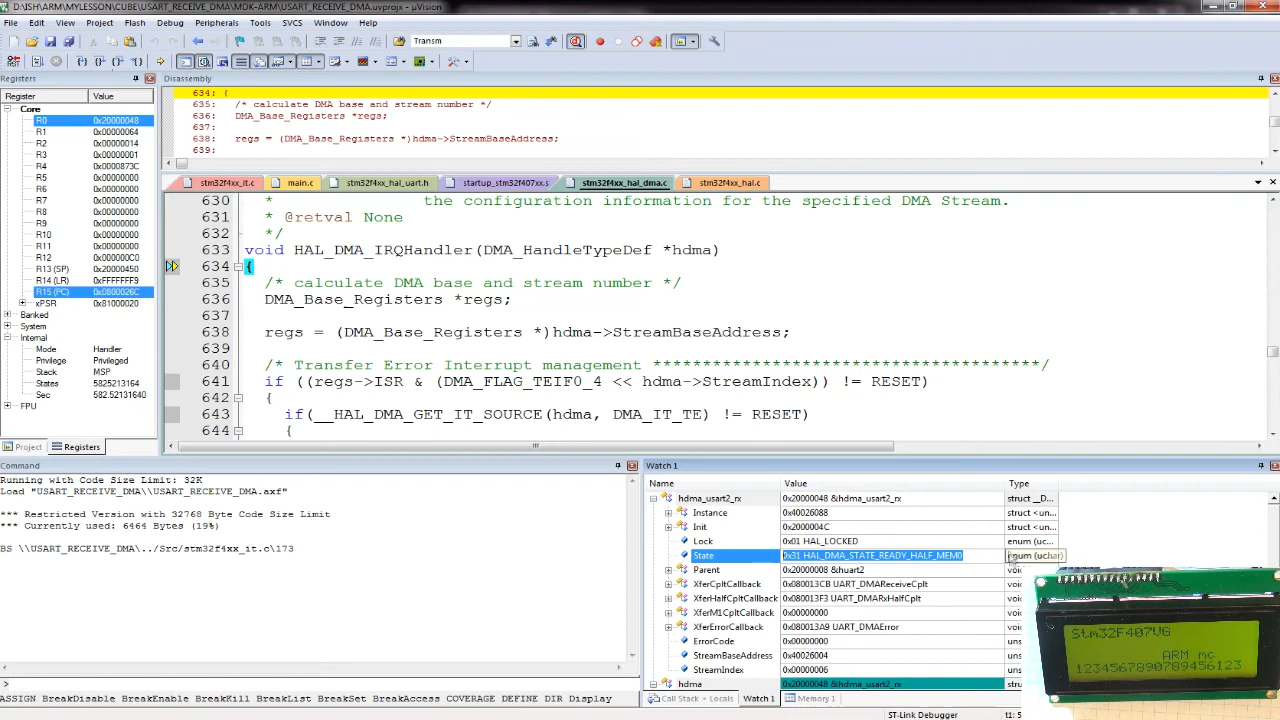 D:\JSH\ARM\MYLESSON\CUBE\USART_RECEIVE_DMA\MDK-ARM\USART_RECEIVE_DMA.uvprojx - µVision
File Edit View Project Flash Debug Peripherals Tools SVCS Window Help
Transm
Registers
Disassembly
Register Value
Core
R0 0x20000048
R1 0x00000064
R2 0x00000014
R3 0x00000001
R4 0x0000873C
R5 0x00000000
R6 0x00000000
R7 0x00000000
R8 0x00000000
R9 0x00000000
R10 0x00000000
R11 0x00000000
R12 0x000000C0
R13 (SP) 0x20000450
R14 (LR) 0xFFFFFFF9
R15 (PC) 0x0800026C
xPSR 0x81000020
Banked
System
Internal
Mode Handler
Privilege Privileged
Stack MSP
States 5825213164
Sec 582.52131640
FPU
Project Registers
634: {
635: /* calculate DMA base and stream number */
636: DMA_Base_Registers *regs;
637:
638: regs = (DMA_Base_Registers *)hdma->StreamBaseAddress;
639:
stm32f4xx_it.c main.c stm32f4xx_hal_uart.h startup_stm32f407xx.s stm32f4xx_hal_dma.c stm32f4xx_hal.c
630 * the configuration information for the specified DMA Stream.
631 * @retval None
632 */
633 void HAL_DMA_IRQHandler(DMA_HandleTypeDef *hdma)
634 {
635 /* calculate DMA base and stream number */
636 DMA_Base_Registers *regs;
637
638 regs = (DMA_Base_Registers *)hdma->StreamBaseAddress;
639
640 /* Transfer Error Interrupt management ***************************************/
641 if ((regs->ISR & (DMA_FLAG_TEIF0_4 << hdma->StreamIndex)) != RESET)
642 {
643 if(__HAL_DMA_GET_IT_SOURCE(hdma, DMA_IT_TE) != RESET)
644 {
Command
Running with Code Size Limit: 32K
Load "USART_RECEIVE_DMA\\USART_RECEIVE_DMA.axf"
*** Restricted Version with 32768 Byte Code Size Limit
*** Currently used: 6464 Bytes (19%)
BS \\USART_RECEIVE_DMA\../Src/stm32f4xx_it.c\173
>
ASSIGN BreakDisable BreakEnable BreakKill BreakList BreakSet BreakAccess COVERAGE DEFINE DIR Display
Watch 1
Name Value Type
hdma_usart2_rx 0x20000048 &hdma_usart2_rx struct __D...
Instance 0x40026088 struct <un...
Init 0x2000004C struct <un...
Lock 0x01 HAL_LOCKED enum (uc...
State 0x31 HAL_DMA_STATE_READY_HALF_MEM0 enum (uchar)
Parent 0x20000008 &huart2
XferCpltCallback 0x080013CB UART_DMAReceiveCplt
XferHalfCpltCallback 0x080013F3 UART_DMARxHalfCplt
XferM1CpltCallback 0x00000000
XferErrorCallback 0x080013A9 UART_DMAError
ErrorCode 0x00000000
StreamBaseAddress 0x40026004
StreamIndex 0x00000006
hdma 0x20000048 &hdma_usart2_rx
Call Stack + Locals Watch 1 Memory 1
ST-Link Debugger t1: 5
Stm32F407VG
ARM mc
1234567890789456123